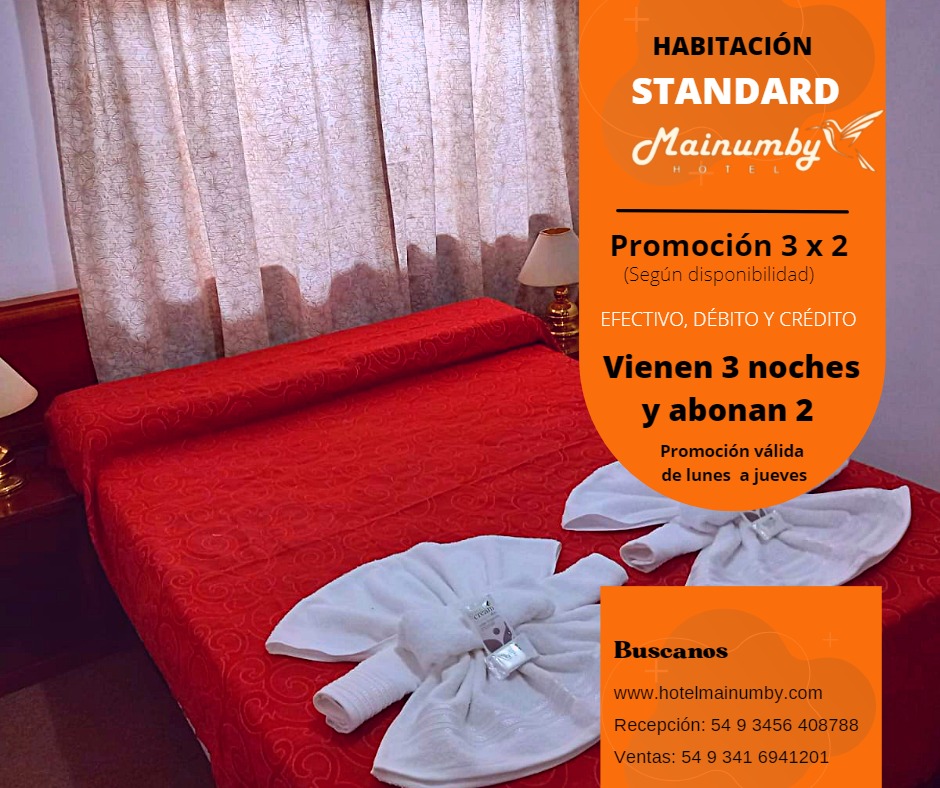 HABITACIÓN
STANDARD
Mainumby
HOTEL
Promoción 3 x 2
(Según disponibilidad)
EFECTIVO, DÉBITO Y CRÉDITO
Vienen 3 noches
y abonan 2
Promoción válida
de lunes a jueves
cream
Buscanos
www.hotelmainumby.com
Recepción: 54 9 3456 408788
Ventas: 54 9 341 6941201